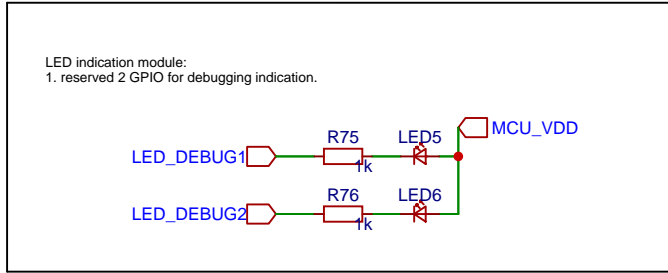 LED indication module:
1. reserved 2 GPIO for debugging indication.
MCU_VDD
R75 LED5
LED_DEBUG1
1k
R76 LED6
LED_DEBUG2
1k